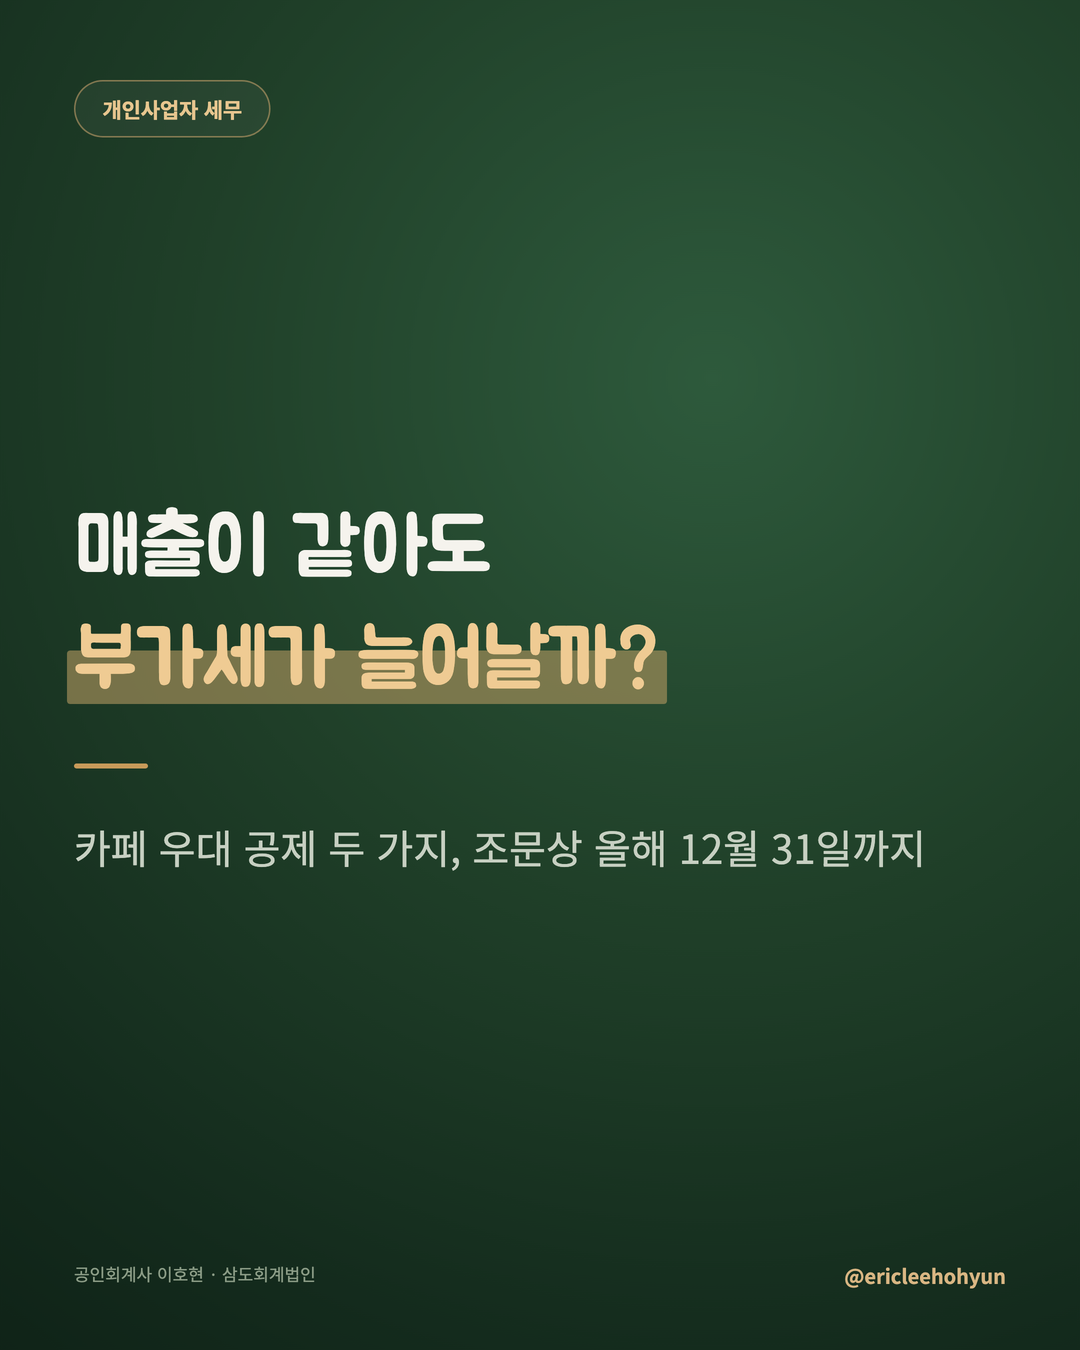 개인사업자 세무
매출이 같아도
부가세가 늘어날까?
카페 우대 공제 두 가지, 조문상 올해 12월 31일까지
공인회계사 이호현 · 삼도회계법인
@ericleehohyun